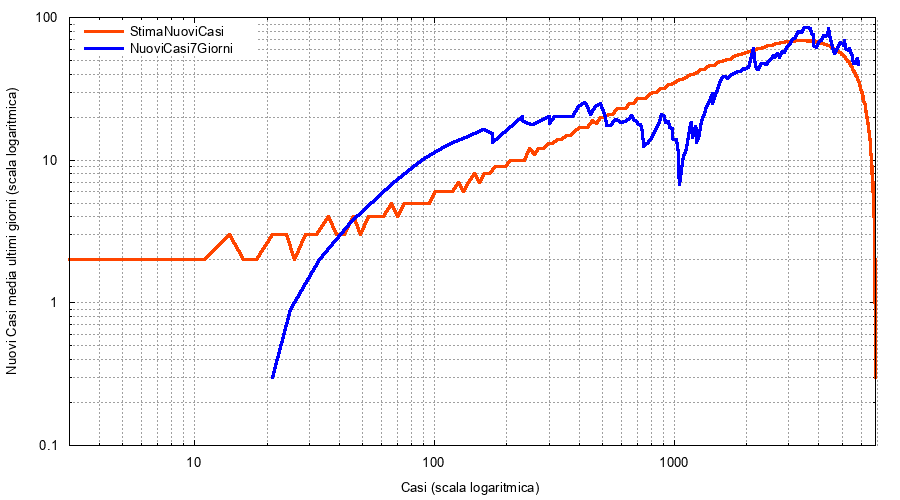 StimaNuoviCasi
NuoviCasi7Giorni
Nuovi Casi media ultimi giorni (scala logaritmica)
100
10
1
0.1
10
100
1000
Casi (scala logaritmica)